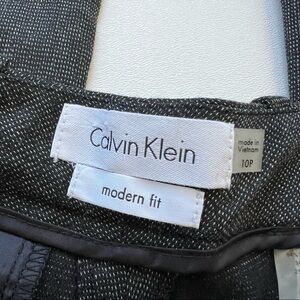 Calvin Klein
modern fit
made in
Vietnam
10P